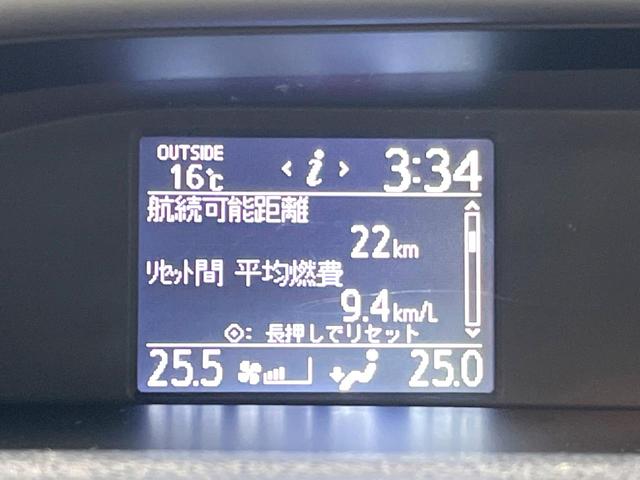 OUTSIDE
16℃ ‹ i › 3:34
航続可能距離
22km
リセット間 平均燃費
9.4km/L
◇: 長押しでリセット
25.5 25.0